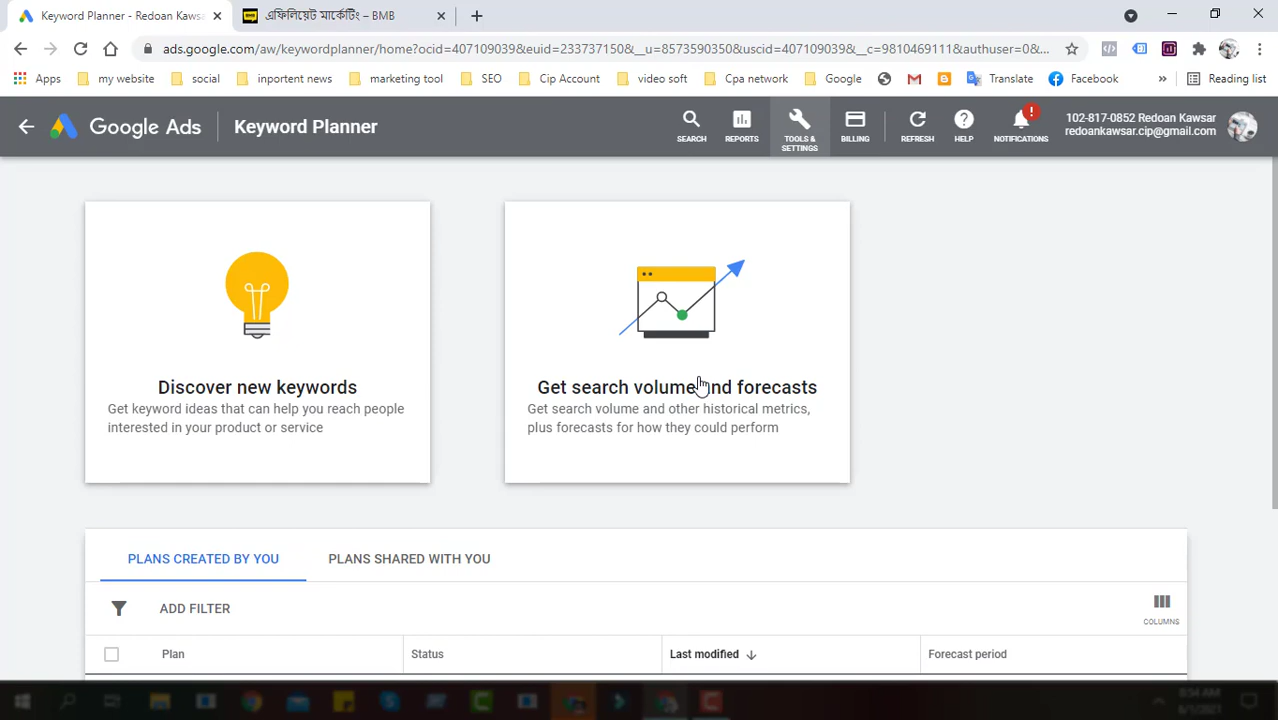 Keyword Planner - Redoan Kawsa
এফিলিয়েট মার্কেটিং – BMB
ads.google.com/aw/keywordplanner/home?ocid=407109039&euid=233737150&__u=8573590350&uscid=407109039&__c=9810469111&authuser=0&...
Apps
my website
social
inportent news
marketing tool
SEO
Cip Account
video soft
Cpa network
Google
Translate
Facebook
Reading list
Google Ads
Keyword Planner
SEARCH
REPORTS
TOOLS & SETTINGS
BILLING
REFRESH
HELP
NOTIFICATIONS
102-817-0852 Redoan Kawsar
redoankawsar.cip@gmail.com
Discover new keywords
Get keyword ideas that can help you reach people
interested in your product or service
Get search volume and forecasts
Get search volume and other historical metrics,
plus forecasts for how they could perform
PLANS CREATED BY YOU
PLANS SHARED WITH YOU
ADD FILTER
COLUMNS
Plan
Status
Last modified
Forecast period
8:54 AM
8/1/2021